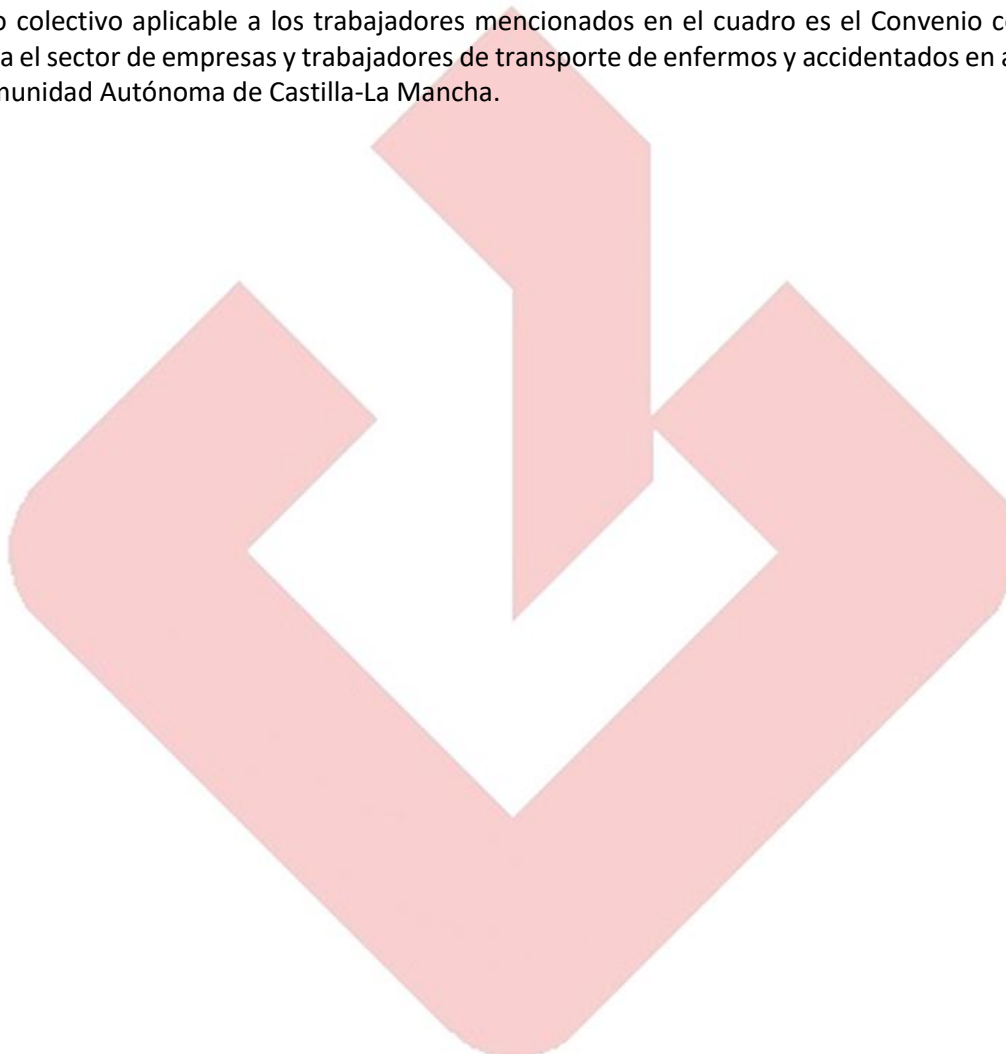 o colectivo aplicable a los trabajadores mencionados en el cuadro es el Convenio c
a el sector de empresas y trabajadores de transporte de enfermos y accidentados en a
munidad Autónoma de Castilla-La Mancha.